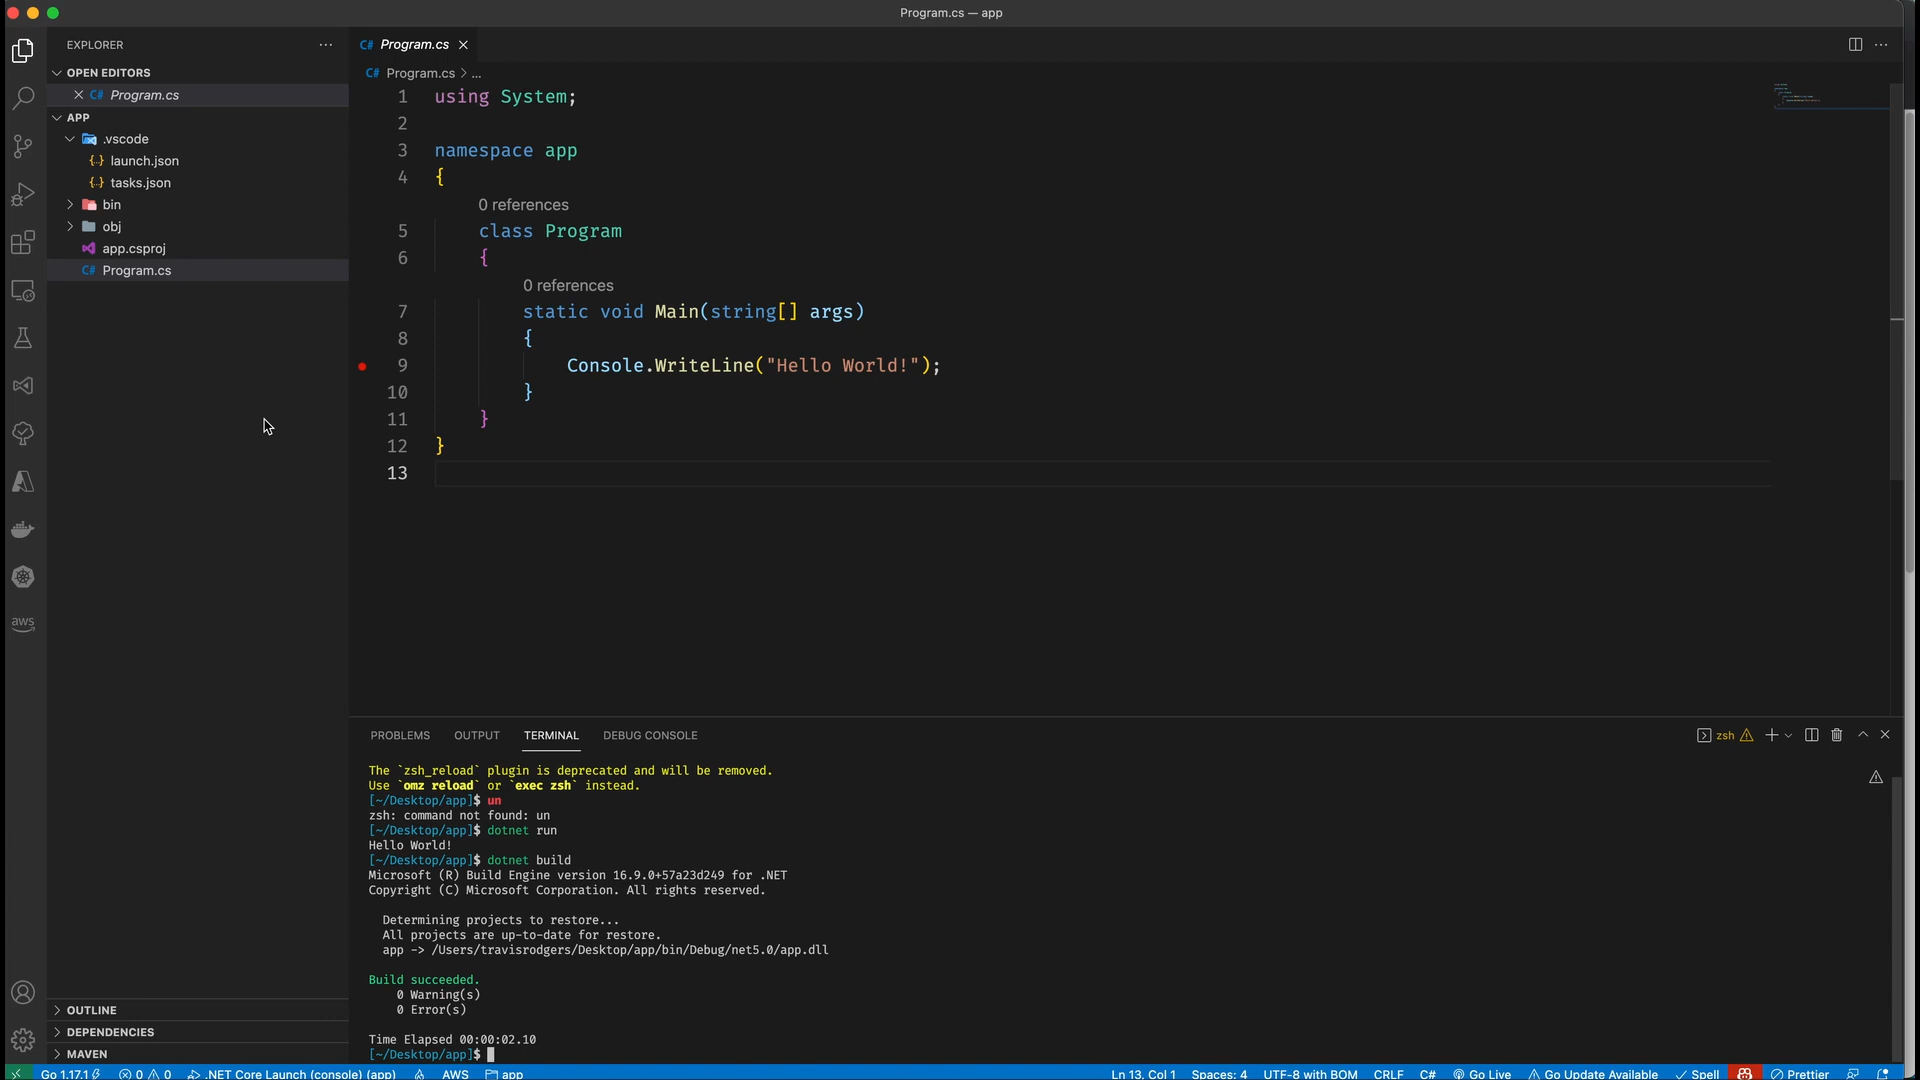 Program.cs — app
EXPLORER
OPEN EDITORS
C# Program.cs
APP
.vscode
{..} launch.json
{..} tasks.json
bin
obj
app.csproj
C# Program.cs
aws
OUTLINE
DEPENDENCIES
MAVEN
C# Program.cs
C# Program.cs > ...
1 using System;
2
3 namespace app
4 {
0 references
5 class Program
6 {
0 references
7 static void Main(string[] args)
8 {
9 Console.WriteLine("Hello World!");
10 }
11 }
12 }
13
PROBLEMS OUTPUT TERMINAL DEBUG CONSOLE
zsh
The `zsh_reload` plugin is deprecated and will be removed.
Use `omz reload` or `exec zsh` instead.
[~/Desktop/app]$ un
zsh: command not found: un
[~/Desktop/app]$ dotnet run
Hello World!
[~/Desktop/app]$ dotnet build
Microsoft (R) Build Engine version 16.9.0+57a23d249 for .NET
Copyright (C) Microsoft Corporation. All rights reserved.
Determining projects to restore...
All projects are up-to-date for restore.
app -> /Users/travisrodgers/Desktop/app/bin/Debug/net5.0/app.dll
Build succeeded.
0 Warning(s)
0 Error(s)
Time Elapsed 00:00:02.10
[~/Desktop/app]$
Go 1.17.1 0 0 .NET Core Launch (console) (app) AWS app Ln 13, Col 1 Spaces: 4 UTF-8 with BOM CRLF C# Go Live Go Update Available Spell Prettier